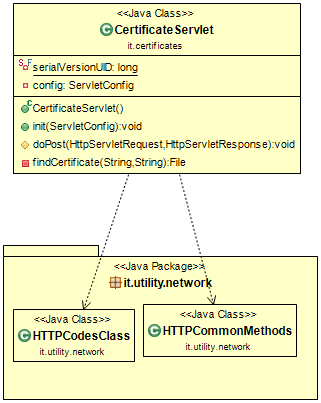 <<Java Class>>
CertificateServlet
it.certificates
serialVersionUID: long
config: ServletConfig
CertificateServlet()
init(ServletConfig):void
doPost(HttpServletRequest,HttpServletResponse):void
findCertificate(String,String):File
<<Java Package>>
it.utility.network
<<Java Class>>
HTTPCodesClass
it.utility.network
<<Java Class>>
HTTPCommonMethods
it.utility.network